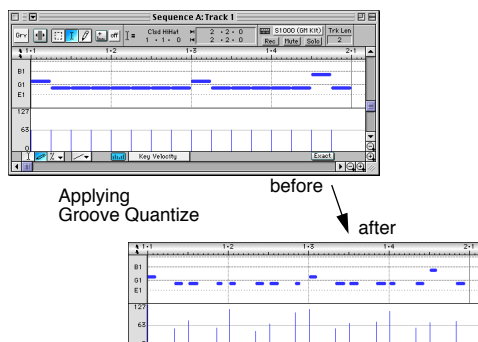 Sequence A: Track 1
Grv off Clsd HiHat 2 · 2 · 0 S1000 (GM Kit) Trk Len
1 · 1 · 0 2 · 2 · 0 Rec Mute Solo 2
1·1 1·2 1·3 1·4 2·1
B1
G1
E1
127
63
0
% Key Velocity Exact
Applying
Groove Quantize
before
after
1·1 1·2 1·3 1·4 2·1
B1
G1
E1
127
63